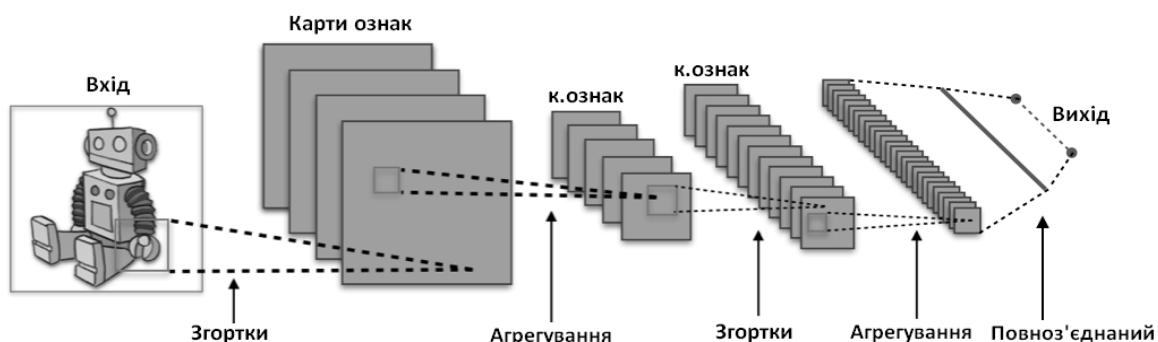 Карти ознак
Вхід
к.ознак
к.ознак
Вихід
Згортки
Агрегування
Згортки
Агрегування
Повноз'єднаний